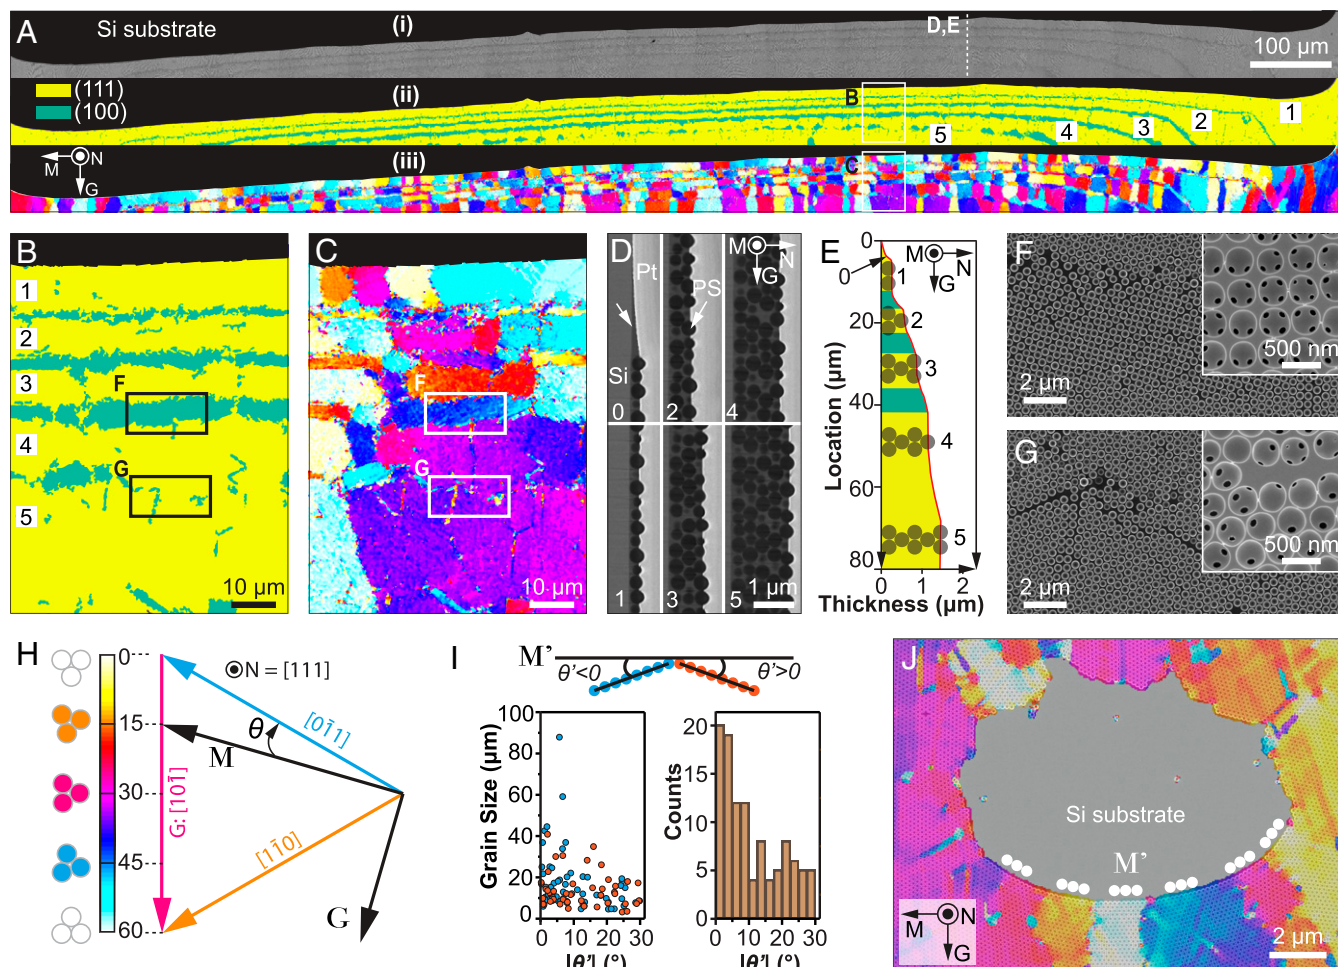 A
Si substrate
(i)
D,E
100 µm
(111)
(100)
(ii)
B
5
4
3
2
1
M
N
G
(iii)
C
B
1
2
3
F
4
G
5
10 µm
C
F
G
10 µm
D
Pt
Si
0
PS
2
M
N
G
4
1
3
5
1 µm
E
0
20
40
60
80
Location (µm)
0
1
2
3
4
5
M
N
G
0
1
2
Thickness (µm)
F
2 µm
500 nm
G
2 µm
500 nm
H
0
15
30
45
60
G: [101̄]
N = [111]
[01̄1]
θ
M
[11̄0]
G
I
M'
θ'<0
θ'>0
100
80
60
40
20
0
Grain Size (µm)
0 10 20 30
|θ'| (°)
20
15
10
5
0
Counts
0 10 20 30
|θ'| (°)
J
Si substrate
M'
M
N
G
2 µm